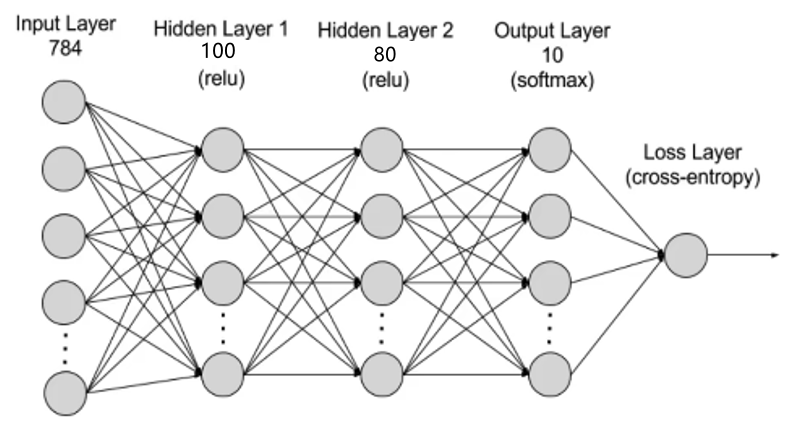 Input Layer
784
Hidden Layer 1
100
(relu)
Hidden Layer 2
80
(relu)
Output Layer
10
(softmax)
Loss Layer
(cross-entropy)